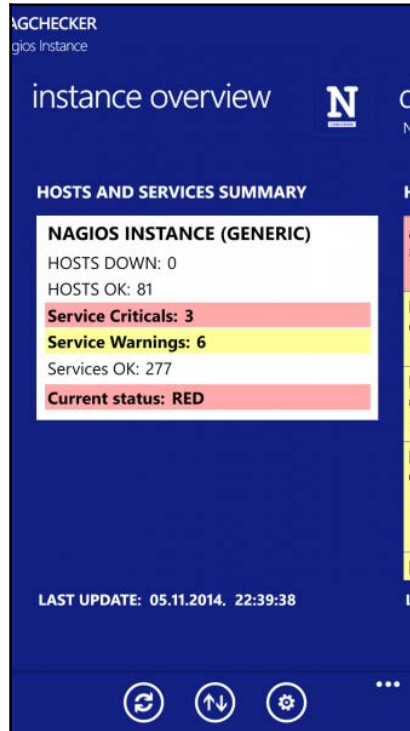 AGCHECKER
gios Instance
instance overview
N
HOSTS AND SERVICES SUMMARY
NAGIOS INSTANCE (GENERIC)
HOSTS DOWN: 0
HOSTS OK: 81
Service Criticals: 3
Service Warnings: 6
Services OK: 277
Current status: RED
LAST UPDATE: 05.11.2014. 22:39:38